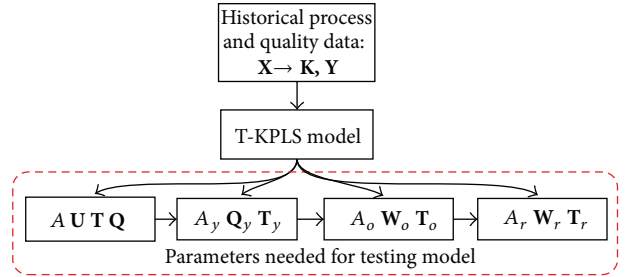 Historical process
and quality data:
X→ K, Y
T-KPLS model
A U T Q
A_y Q_y T_y
A_o W_o T_o
A_r W_r T_r
Parameters needed for testing model